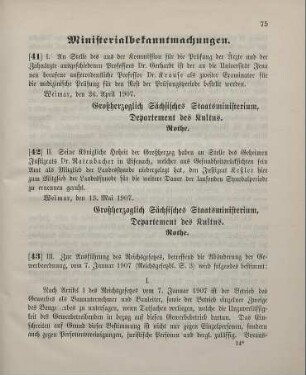 75
Ministerialbekanntmachungen.
[41] I. An Stelle des aus der Kommission für die Prüfung der Ärzte und der
Zahnärzte ausgeschiedenen Professors Dr. Gerhardt ist der an die Universität Jena
neu berufene außerordentliche Professor Dr. Krause als zweiter Examinator für
die medizinische Prüfung für den Rest der Prüfungsperiode bestellt worden.
Weimar, den 26. April 1907.
Großherzoglich Sächsisches Staatsministerium,
Departement des Kultus.
Rothe.
[42] II. Seine Königliche Hoheit der Großherzog haben an Stelle des Geheimen
Justizrats Dr. Autenbacher in Eisenach, welcher aus Gesundheitsrücksichten sein
Amt als Mitglied der Landessynode niedergelegt hat, den Justizrat Keßler hier
zum Mitglied der Landessynode für die weitere Dauer der laufenden Synodalperiode
zu ernennen geruht.
Weimar, den 13. Mai 1907.
Großherzoglich Sächsisches Staatsministerium,
Departement des Kultus.
Rothe.
[43] III. Zur Ausführung des Reichsgesetzes, betreffend die Abänderung der Ge-
werbeordnung, vom 7. Januar 1907 (Reichsgesetzbl. S. 3) wird folgendes bestimmt:
I.
Nach Artikel 1 des Reichsgesetzes vom 7. Januar 1907 ist der Betrieb des
Gewerbes als Bauunternehmer und Bauleiter, sowie der Betrieb einzelner Zweige
des Baugewerbes zu untersagen, wenn Tatsachen vorliegen, welche die Unzuverlässig-
keit des Gewerbetreibenden in bezug auf diesen Gewerbebetrieb dartun. Das Ein-
schreiten auf Grund dieser Vorschrift ist nicht nur gegen Einzelpersonen, sondern
auch gegen Personenvereinigungen, juristische Personen und dergl. zulässig. Voraus-
14*